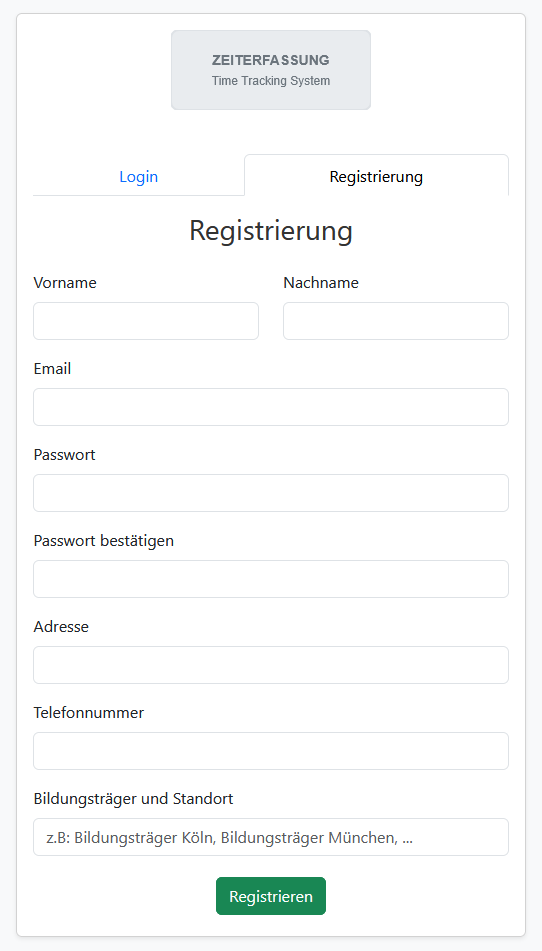 ZEITERFASSUNG
Time Tracking System
Login
Registrierung
Registrierung
Vorname
Nachname
Email
Passwort
Passwort bestätigen
Adresse
Telefonnummer
Bildungsträger und Standort
z.B: Bildungsträger Köln, Bildungsträger München, ...
Registrieren